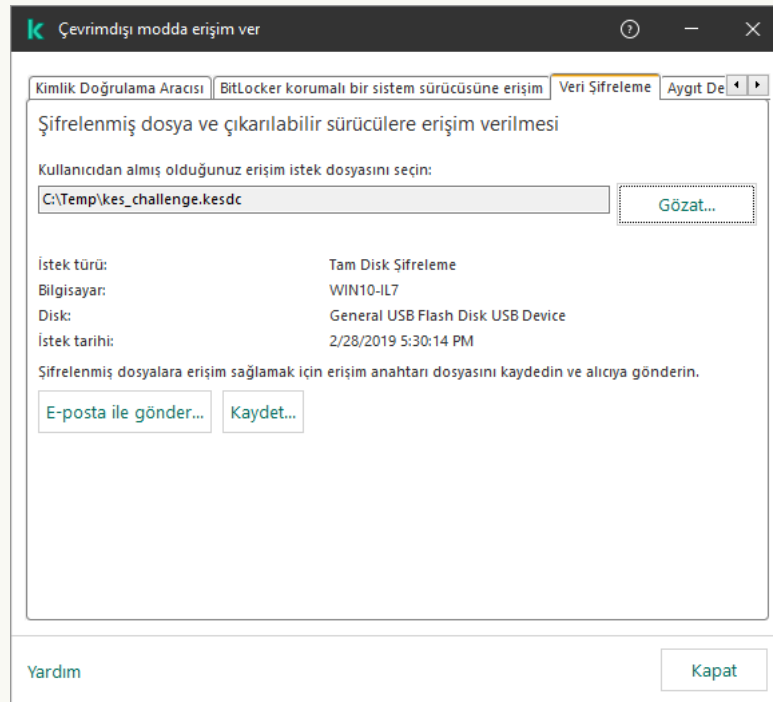 Çevrimdışı modda erişim ver
Kimlik Doğrulama Aracısı BitLocker korumalı bir sistem sürücüsüne erişim Veri Şifreleme Aygıt De
Şifrelenmiş dosya ve çıkarılabilir sürücülere erişim verilmesi
Kullanıcıdan almış olduğunuz erişim istek dosyasını seçin:
C:\Temp\kes_challenge.kesdc Gözat...
İstek türü: Tam Disk Şifreleme
Bilgisayar: WIN10-IL7
Disk: General USB Flash Disk USB Device
İstek tarihi: 2/28/2019 5:30:14 PM
Şifrelenmiş dosyalara erişim sağlamak için erişim anahtarı dosyasını kaydedin ve alıcıya gönderin.
E-posta ile gönder... Kaydet...
Yardım Kapat